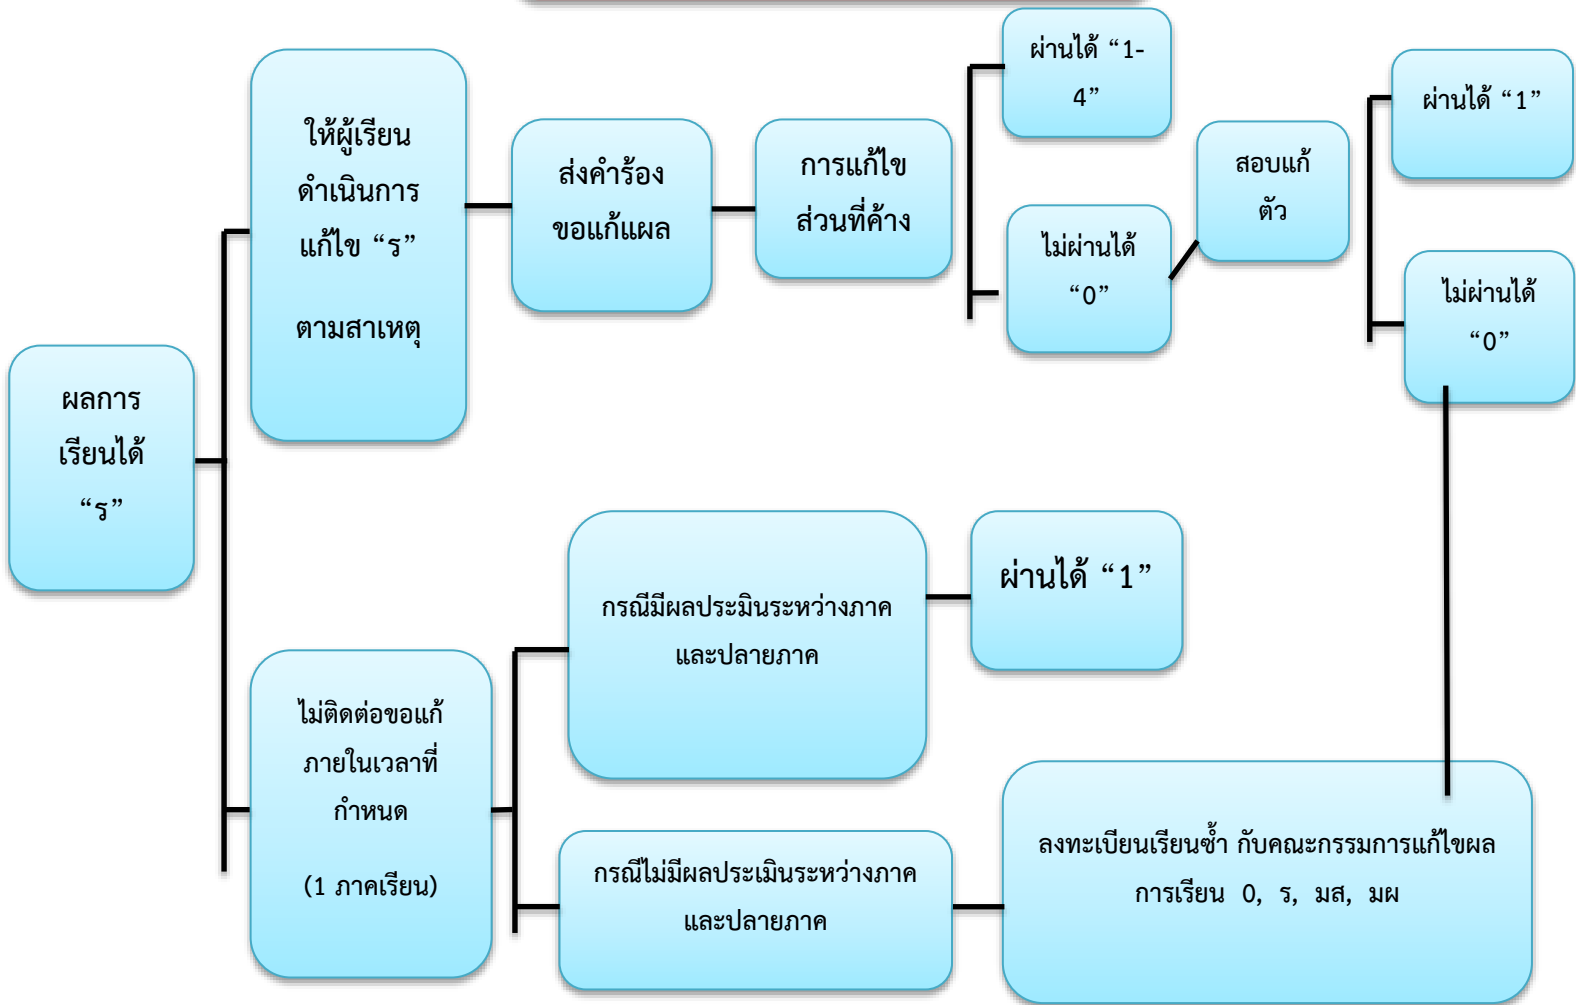 ผลการ
เรียนได้
“ร”
ให้ผู้เรียน
ดำเนินการ
แก้ไข “ร”
ตามสาเหตุ
ส่งคำร้อง
ขอแก้แผล
การแก้ไข
ส่วนที่ค้าง
ผ่านได้ “1-
4”
ไม่ผ่านได้
“0”
สอบแก้
ตัว
ผ่านได้ “1”
ไม่ผ่านได้
“0”
ไม่ติดต่อขอแก้
ภายในเวลาที่
กำหนด
(1 ภาคเรียน)
กรณีมีผลประมินระหว่างภาค
และปลายภาค
ผ่านได้ “1”
กรณีไม่มีผลประเมินระหว่างภาค
และปลายภาค
ลงทะเบียนเรียนซ้ำ กับคณะกรรมการแก้ไขผล
การเรียน 0, ร, มส, มผ